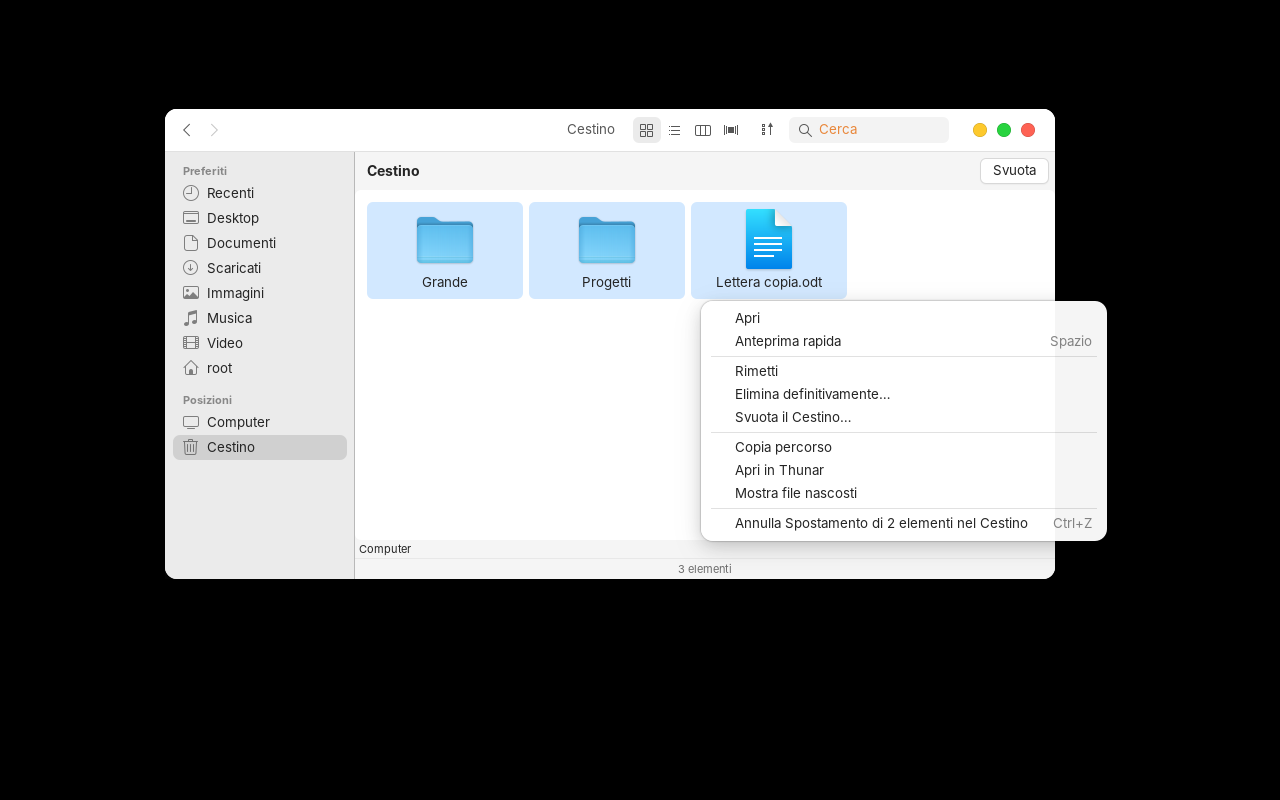 Cestino
Cerca
Preferiti
Recenti
Desktop
Documenti
Scaricati
Immagini
Musica
Video
root
Posizioni
Computer
Cestino
Cestino
Svuota
Grande
Progetti
Lettera copia.odt
Apri
Anteprima rapida Spazio
Rimetti
Elimina definitivamente...
Svuota il Cestino...
Copia percorso
Apri in Thunar
Mostra file nascosti
Annulla Spostamento di 2 elementi nel Cestino Ctrl+Z
Computer
3 elementi